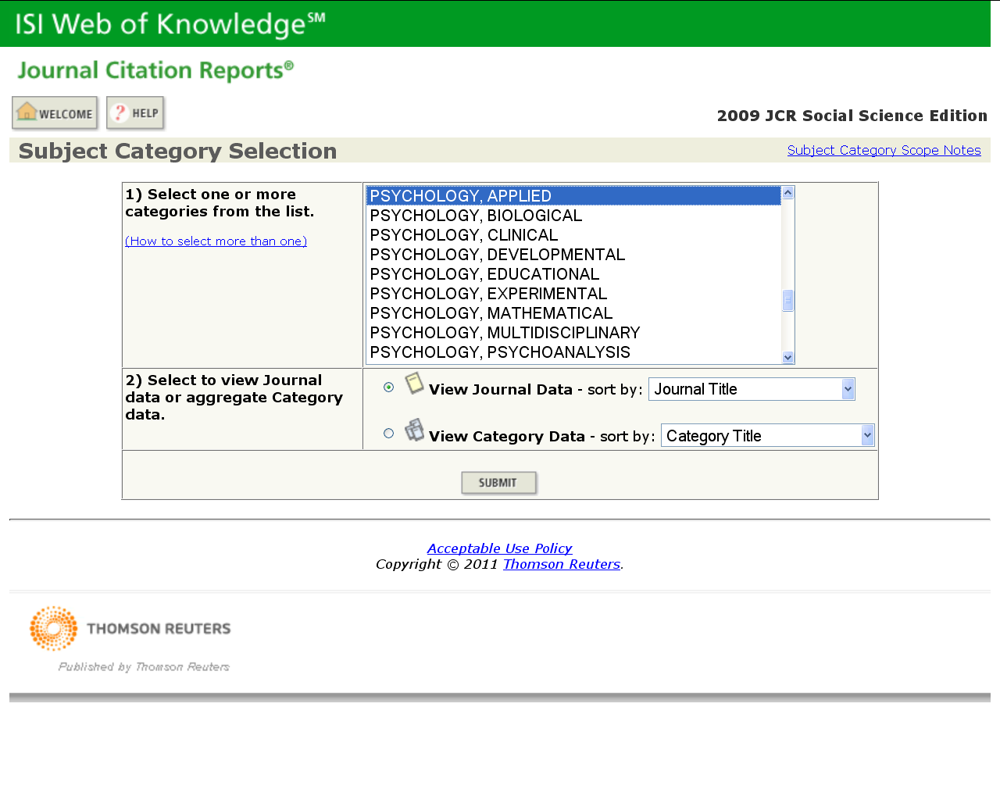 ISI Web of Knowledge℠
Journal Citation Reports®
WELCOME
? HELP
2009 JCR Social Science Edition
Subject Category Selection
Subject Category Scope Notes
1) Select one or more
categories from the list.
(How to select more than one)
PSYCHOLOGY, APPLIED
PSYCHOLOGY, BIOLOGICAL
PSYCHOLOGY, CLINICAL
PSYCHOLOGY, DEVELOPMENTAL
PSYCHOLOGY, EDUCATIONAL
PSYCHOLOGY, EXPERIMENTAL
PSYCHOLOGY, MATHEMATICAL
PSYCHOLOGY, MULTIDISCIPLINARY
PSYCHOLOGY, PSYCHOANALYSIS
2) Select to view Journal
data or aggregate Category
data.
View Journal Data - sort by: Journal Title
View Category Data - sort by: Category Title
SUBMIT
Acceptable Use Policy
Copyright © 2011 Thomson Reuters.
THOMSON REUTERS
Published by Thomson Reuters